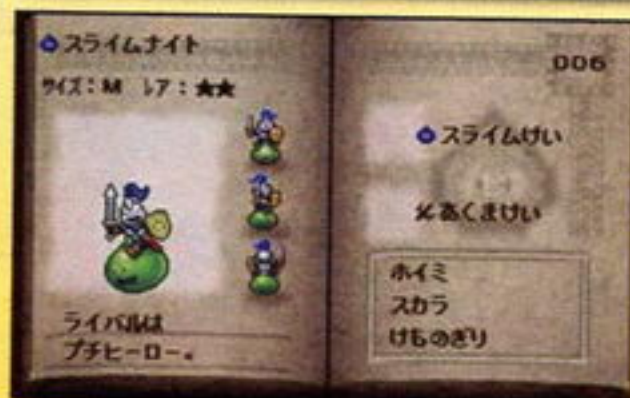 スライムナイト
サイズ：M レア：★★
ライバルは
プチヒーロー。
006
スライムけい
あくまけい
ホイミ
スカラ
けものぎり